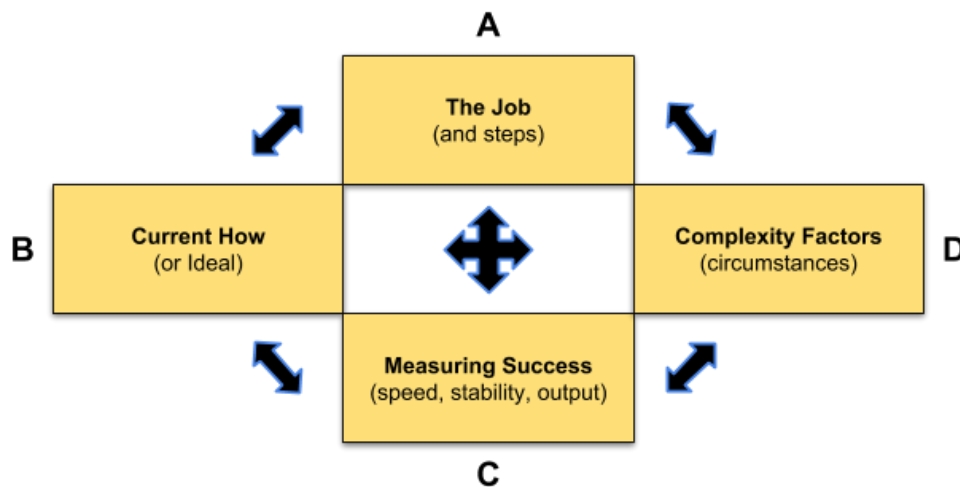 A
The Job
(and steps)
B
Current How
(or Ideal)
Complexity Factors
(circumstances)
D
Measuring Success
(speed, stability, output)
C